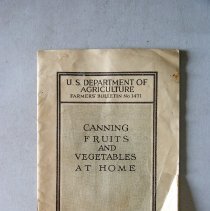 U.S. DEPARTMENT OF
AGRICULTURE
FARMERS' BULLETIN No. 1471
CANNING
FRUITS
AND
VEGETABLES
AT HOME